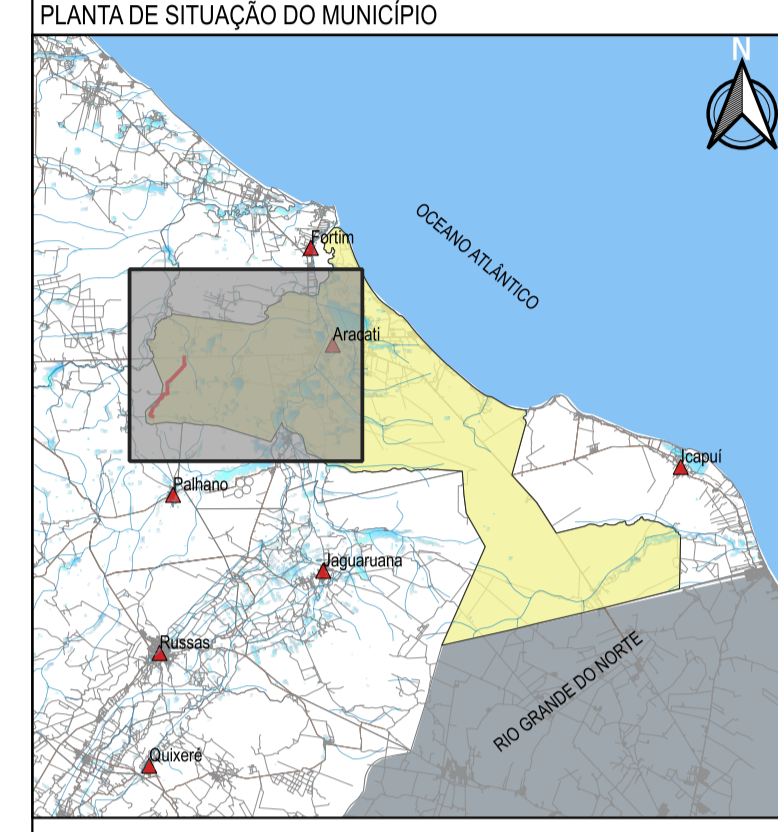 PLANTA DE SITUAÇÃO DO MUNICÍPIO
N
OCEANO ATLÂNTICO
Fortim
Aracati
Icapuí
Palhano
Jaguaruana
Russas
RIO GRANDE DO NORTE
Quixeré